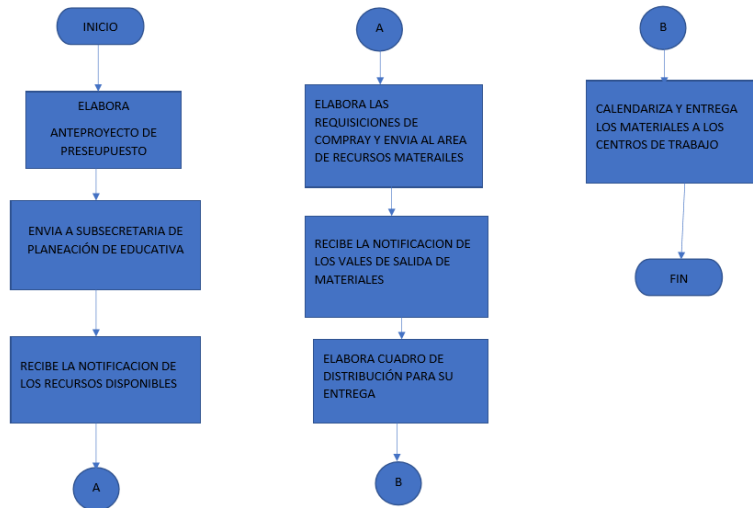 INICIO
ELABORA
ANTEPROYECTO DE
PRESEUPUESTO
ENVIA A SUBSECRETARIA DE
PLANEACIÓN DE EDUCATIVA
RECIBE LA NOTIFICACION DE
LOS RECURSOS DISPONIBLES
A
A
ELABORA LAS
REQUISICIONES DE
COMPRAY Y ENVIA AL AREA
DE RECURSOS MATERAILES
RECIBE LA NOTIFICACION DE
LOS VALES DE SALIDA DE
MATERIALES
ELABORA CUADRO DE
DISTRIBUCIÓN PARA SU
ENTREGA
B
B
CALENDARIZA Y ENTREGA
LOS MATERIALES A LOS
CENTROS DE TRABAJO
FIN